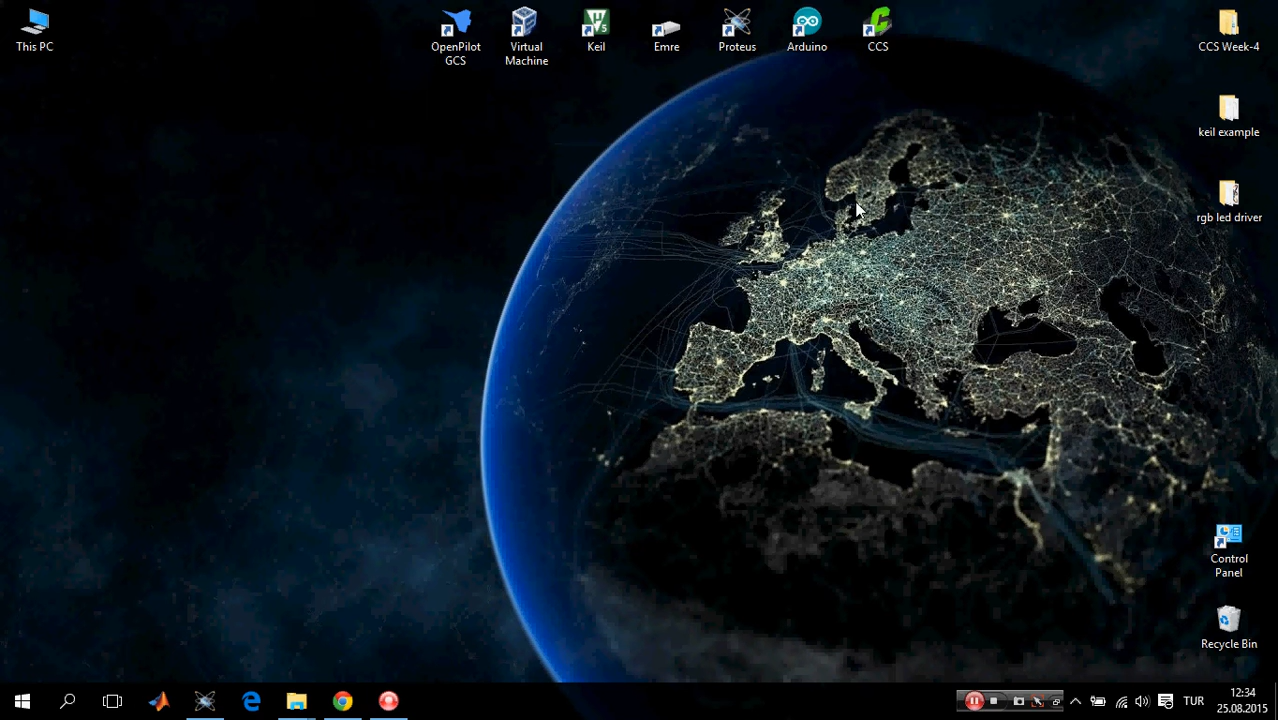 This PC
OpenPilot
GCS
Virtual
Machine
Keil
Emre
Proteus
Arduino
CCS
CCS Week-4
keil example
rgb led driver
Control
Panel
Recycle Bin
TUR
12:34
25.08.2015